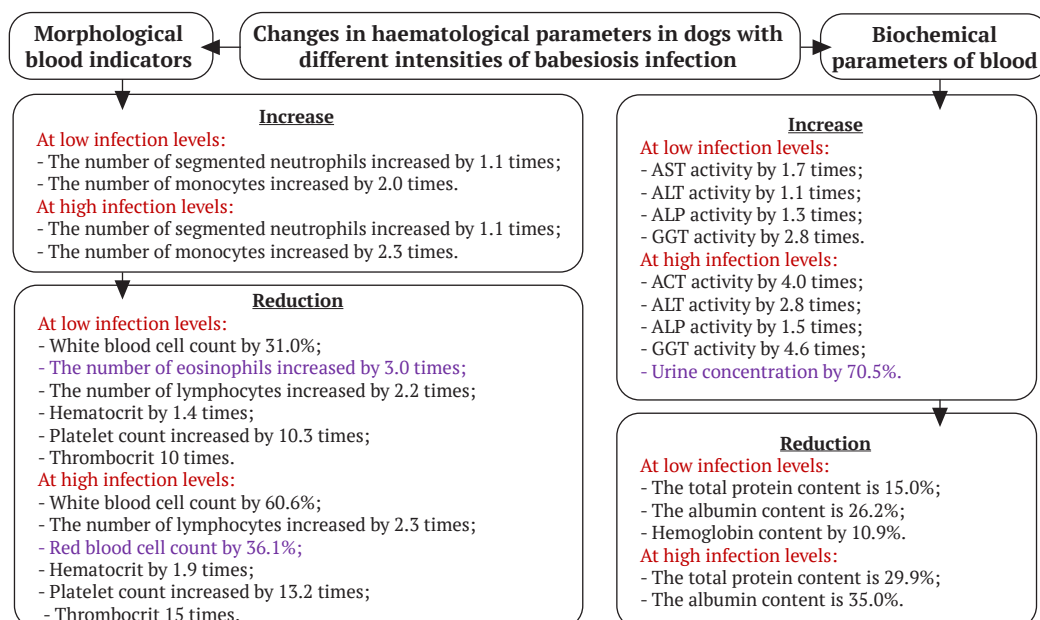 Morphological
blood indicators
Changes in haematological parameters in dogs with
different intensities of babesiosis infection
Biochemical
parameters of blood
Increase
At low infection levels:
- The number of segmented neutrophils increased by 1.1 times;
- The number of monocytes increased by 2.0 times.
At high infection levels:
- The number of segmented neutrophils increased by 1.1 times;
- The number of monocytes increased by 2.3 times.
Reduction
At low infection levels:
- White blood cell count by 31.0%;
- The number of eosinophils increased by 3.0 times;
- The number of lymphocytes increased by 2.2 times;
- Hematocrit by 1.4 times;
- Platelet count increased by 10.3 times;
- Thrombocrit 10 times.
At high infection levels:
- White blood cell count by 60.6%;
- The number of lymphocytes increased by 2.3 times;
- Red blood cell count by 36.1%;
- Hematocrit by 1.9 times;
- Platelet count increased by 13.2 times;
- Thrombocrit 15 times.
Increase
At low infection levels:
- AST activity by 1.7 times;
- ALT activity by 1.1 times;
- ALP activity by 1.3 times;
- GGT activity by 2.8 times.
At high infection levels:
- ACT activity by 4.0 times;
- ALT activity by 2.8 times;
- ALP activity by 1.5 times;
- GGT activity by 4.6 times;
- Urine concentration by 70.5%.
Reduction
At low infection levels:
- The total protein content is 15.0%;
- The albumin content is 26.2%;
- Hemoglobin content by 10.9%.
At high infection levels:
- The total protein content is 29.9%;
- The albumin content is 35.0%.